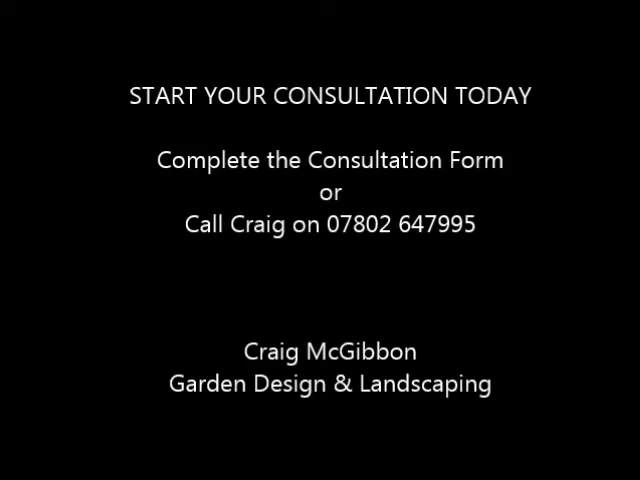 START YOUR CONSULTATION TODAY
Complete the Consultation Form
or
Call Craig on 07802 647995
Craig McGibbon
Garden Design & Landscaping